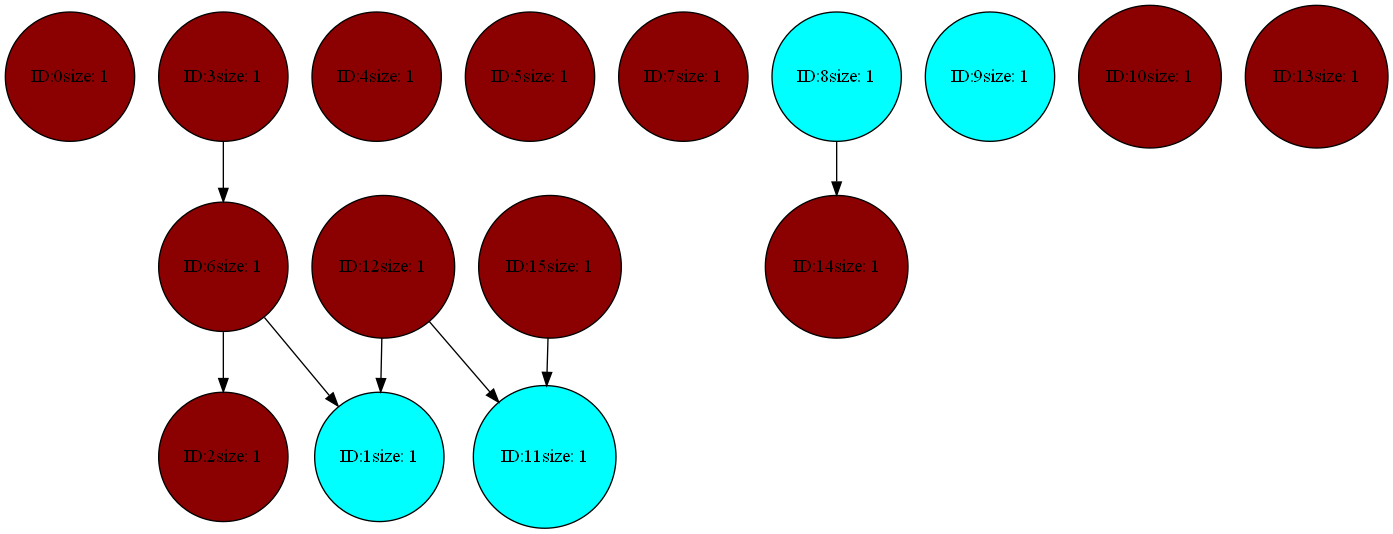 ID:0size: 1
ID:3size: 1
ID:4size: 1
ID:5size: 1
ID:7size: 1
ID:8size: 1
ID:9size: 1
ID:10size: 1
ID:13size: 1
ID:6size: 1
ID:12size: 1
ID:15size: 1
ID:14size: 1
ID:2size: 1
ID:1size: 1
ID:11size: 1